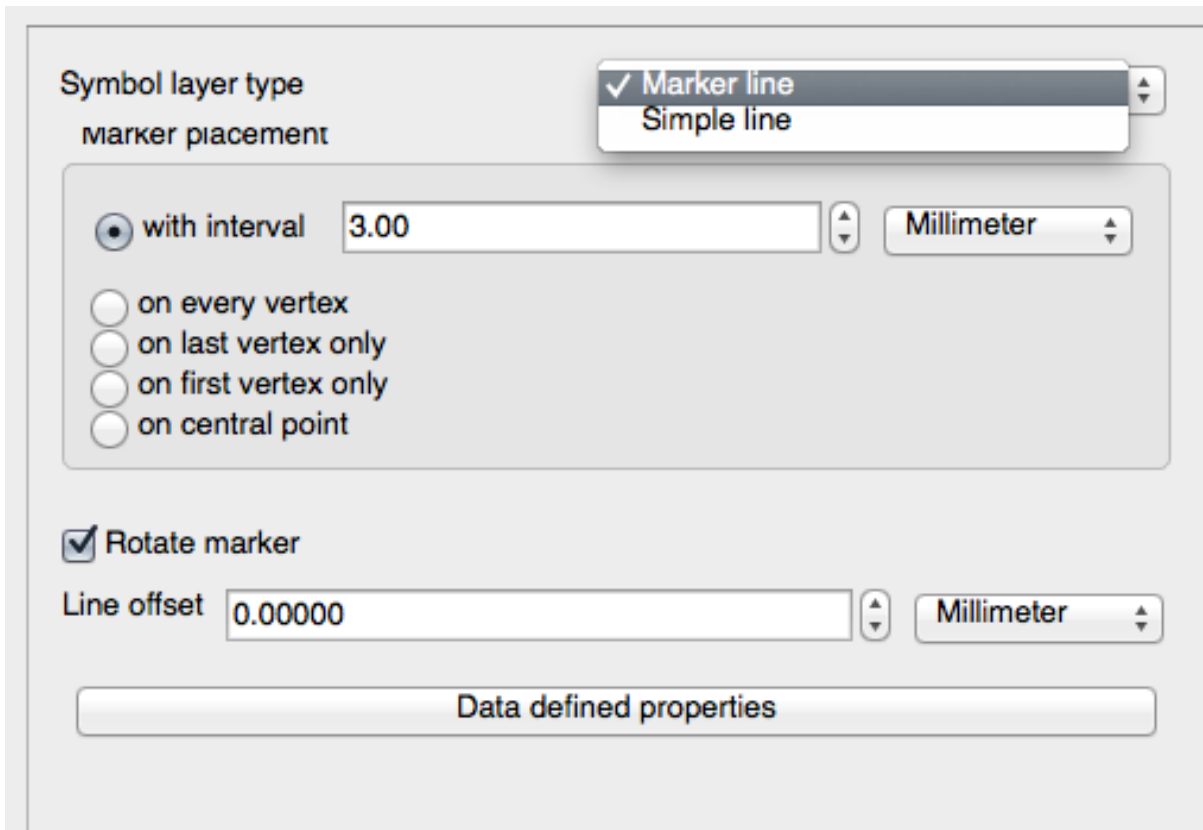 Symbol layer type
Marker line
Simple line
Marker placement
with interval 3.00 Millimeter
on every vertex
on last vertex only
on first vertex only
on central point
Rotate marker
Line offset 0.00000 Millimeter
Data defined properties